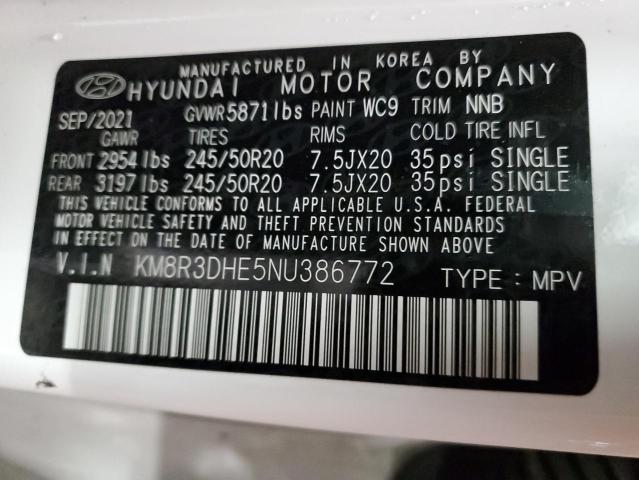 MANUFACTURED IN KOREA BY
HYUNDAI MOTOR COMPANY
SEP/2021 GVWR 5871lbs PAINT WC9 TRIM NNB
GAWR TIRES RIMS COLD TIRE INFL
FRONT 2954 lbs 245/50R20 7.5JX20 35psi SINGLE
REAR 3197 lbs 245/50R20 7.5JX20 35psi SINGLE
THIS VEHICLE CONFORMS TO ALL APPLICABLE U.S.A. FEDERAL
MOTOR VEHICLE SAFETY AND THEFT PREVENTION STANDARDS
IN EFFECT ON THE DATE OF MANUFACTURE SHOWN ABOVE.
V.I.N KM8R3DHE5NU386772 TYPE : MPV